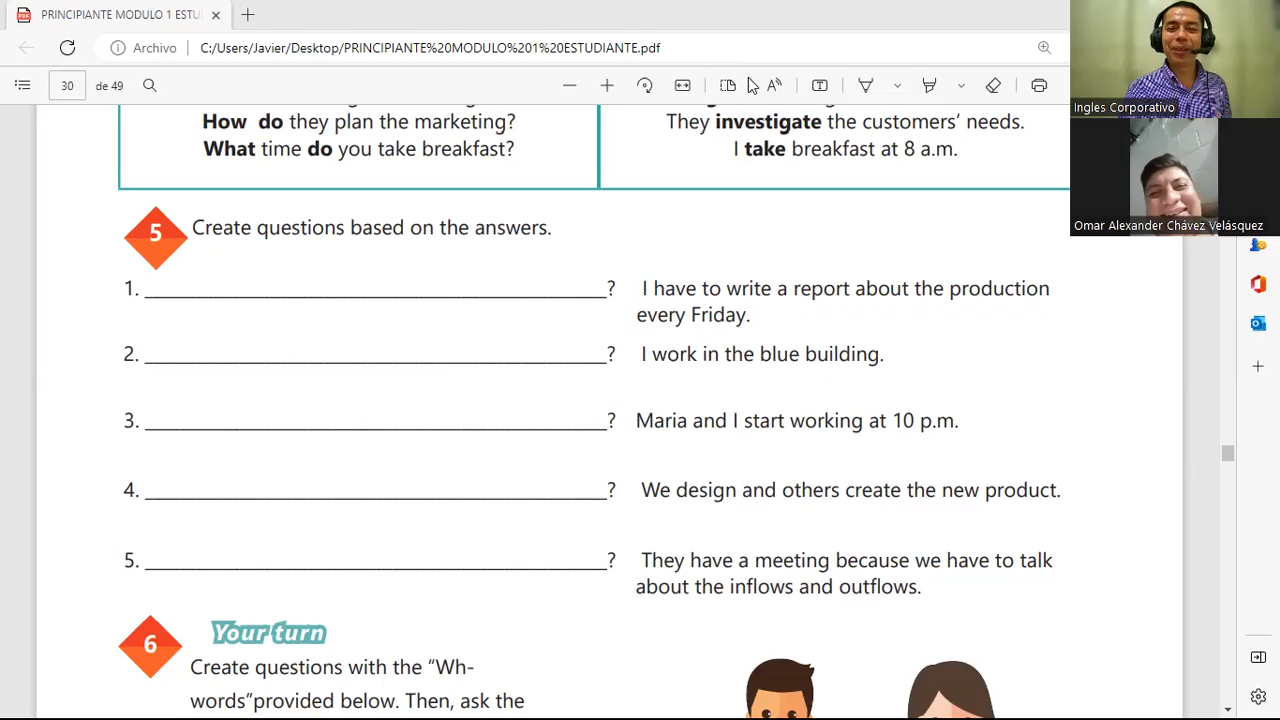 PRINCIPIANTE MODULO 1 ESTU
Archivo
C:/Users/Javier/Desktop/PRINCIPIANTE%20MODULO%201%20ESTUDIANTE.pdf
30 de 49
Ingles Corporativo
Omar Alexander Chávez Velásquez
How do they plan the marketing?
They investigate the customers’ needs.
What time do you take breakfast?
I take breakfast at 8 a.m.
5 Create questions based on the answers.
1. ________________________________________? I have to write a report about the production
every Friday.
2. ________________________________________? I work in the blue building.
3. ________________________________________? Maria and I start working at 10 p.m.
4. ________________________________________? We design and others create the new product.
5. ________________________________________? They have a meeting because we have to talk
about the inflows and outflows.
6 Your turn
Create questions with the “Wh-
words”provided below. Then, ask the